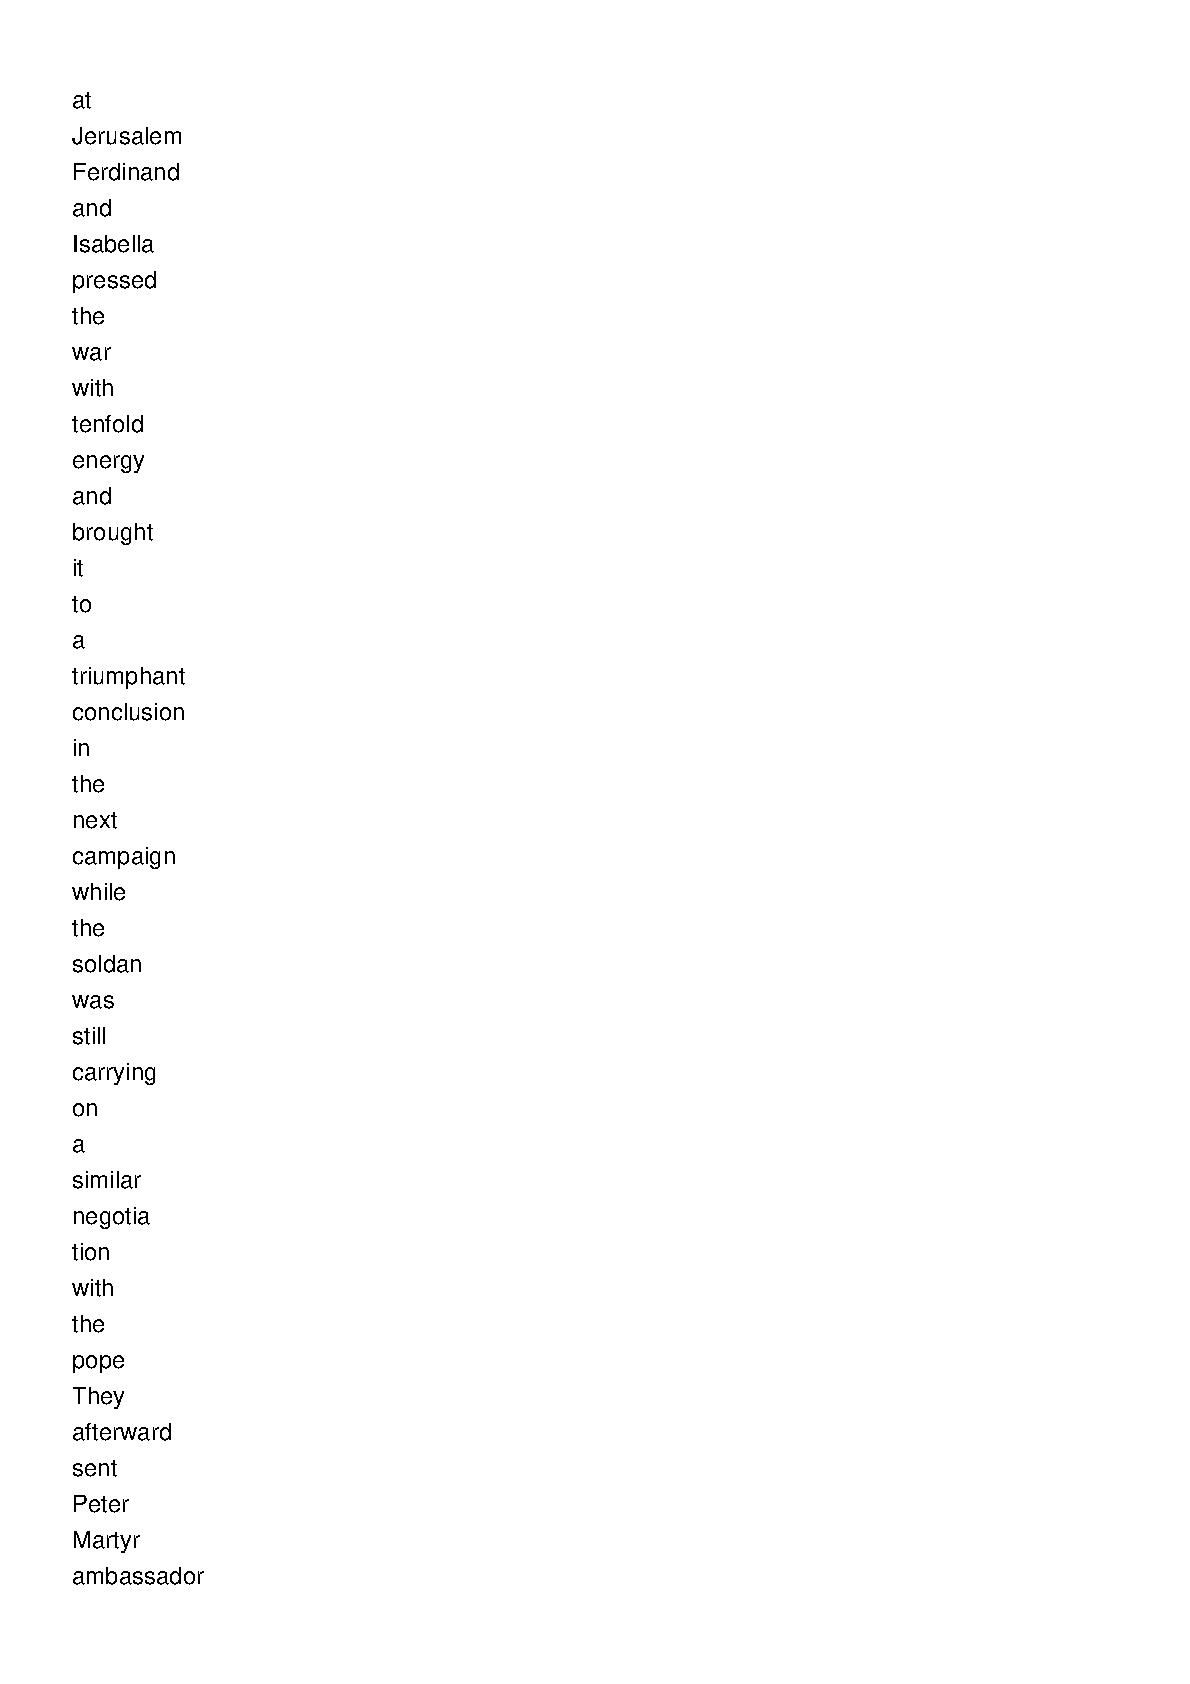 at
Jerusalem
Ferdinand
and
Isabella
pressed
the
war
with
tenfold
energy
and
brought
it
to
a
triumphant
conclusion
in
the
next
campaign
while
the
soldan
was
still
carrying
on
a
similar
negotia
tion
with
the
pope
They
afterward
sent
Peter
Martyr
ambassador